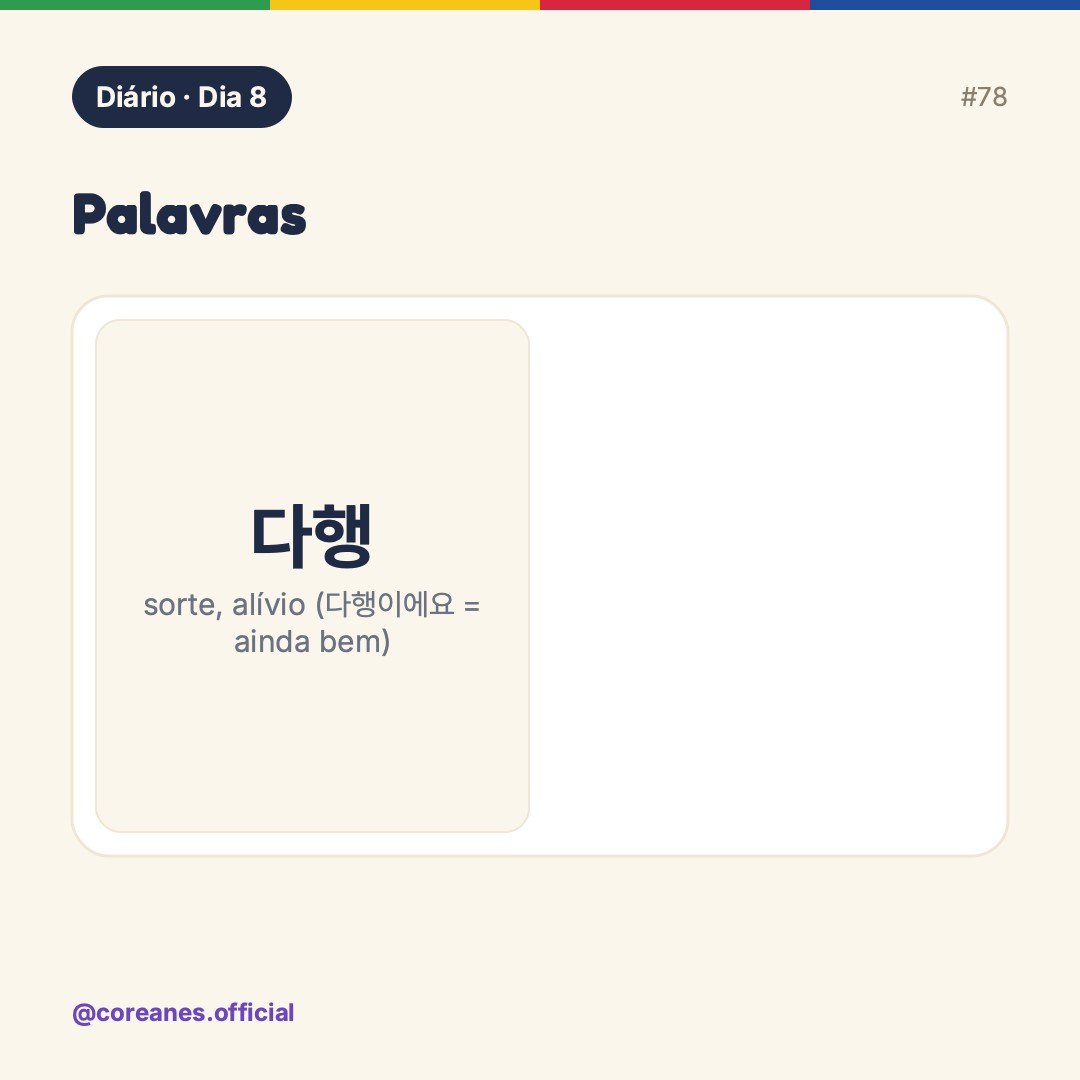 Diário · Dia 8
#78
Palavras
다행
sorte, alívio (다행이에요 =
ainda bem)
@coreanes.official